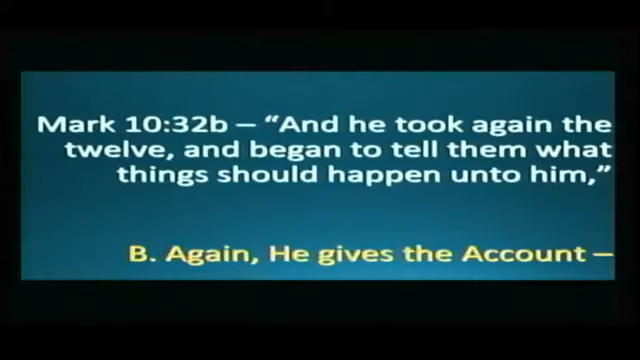 Mark 10:32b – “And he took again the
twelve, and began to tell them what
things should happen unto him,”
B. Again, He gives the Account –